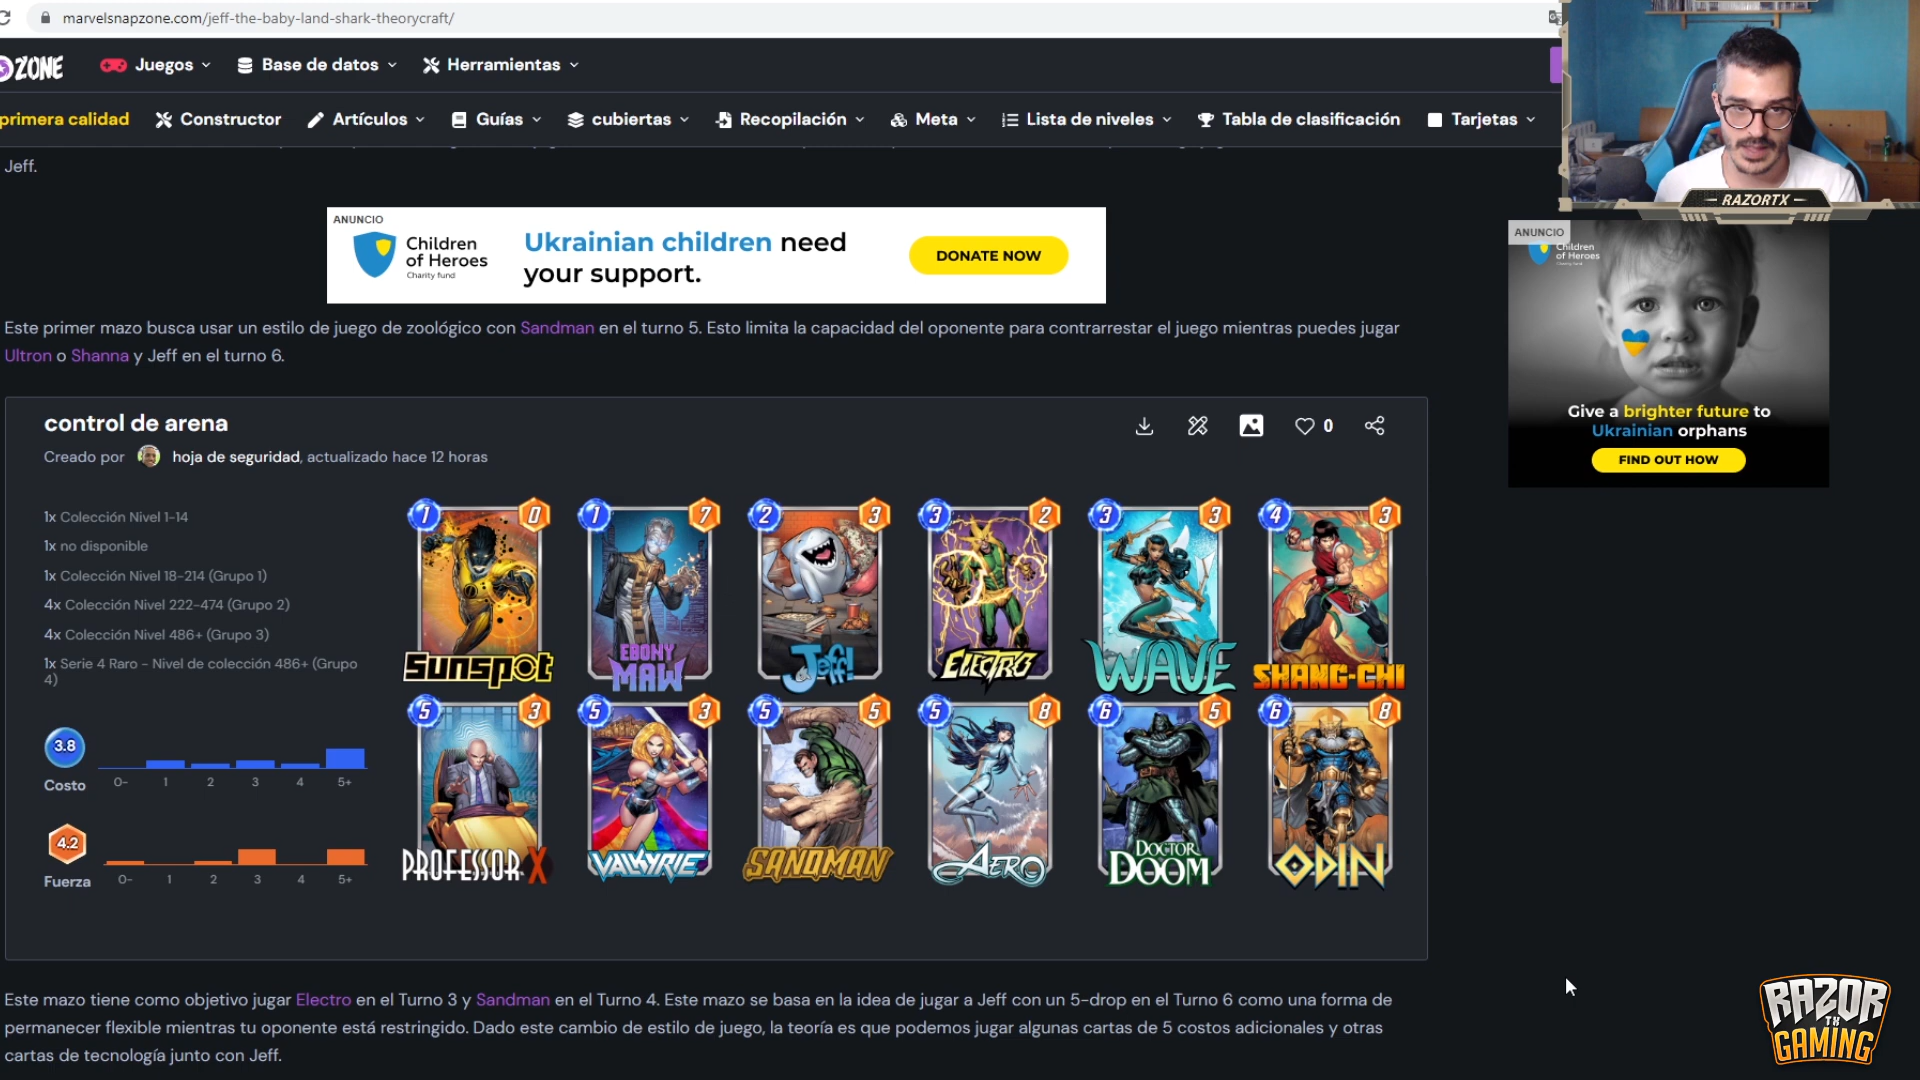 marvelsnapzone.com/jeff-the-baby-land-shark-theorycraft/
ZONE
Juegos
Base de datos
Herramientas
primera calidad
Constructor
Artículos
Guías
cubiertas
Recopilación
Meta
Lista de niveles
Tabla de clasificación
Tarjetas
RAZORTX
Jeff.
ANUNCIO
Children
of Heroes
Charity fund
Ukrainian children need
your support.
DONATE NOW
ANUNCIO
Children
of Heroes
Give a brighter future to
Ukrainian orphans
FIND OUT HOW
Este primer mazo busca usar un estilo de juego de zoológico con Sandman en el turno 5. Esto limita la capacidad del oponente para contrarrestar el juego mientras puedes jugar
Ultron o Shanna y Jeff en el turno 6.
control de arena
0
Creado por hoja de seguridad, actualizado hace 12 horas
1x Colección Nivel 1-14
1x no disponible
1x Colección Nivel 18-214 (Grupo 1)
4x Colección Nivel 222-474 (Grupo 2)
4x Colección Nivel 486+ (Grupo 3)
1x Serie 4 Raro - Nivel de colección 486+ (Grupo
4)
3.8
Costo
0- 1 2 3 4 5+
4.2
Fuerza
0- 1 2 3 4 5+
1 0 1 7 2 3 3 2 3 3 4 3
SUNSPOT
EBONY
MAW
Jeff!
ELECTRO
WAVE
SHANG-CHI
5 3 5 3 5 5 5 8 6 5 6 8
PROFESSOR X
VALKYRIE
SANDMAN
AERO
DOCTOR
DOOM
ODIN
Este mazo tiene como objetivo jugar Electro en el Turno 3 y Sandman en el Turno 4. Este mazo se basa en la idea de jugar a Jeff con un 5-drop en el Turno 6 como una forma de
permanecer flexible mientras tu oponente está restringido. Dado este cambio de estilo de juego, la teoría es que podemos jugar algunas cartas de 5 costos adicionales y otras
cartas de tecnología junto con Jeff.
RAZOR
TX
GAMING